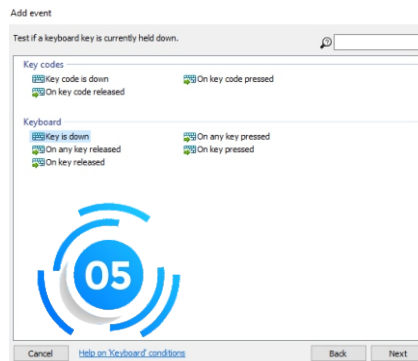 Add event
Test if a keyboard key is currently held down.
Key codes
Key code is down On key code pressed
On key code released
Keyboard
Key is down On any key pressed
On any key released On key pressed
On key released
05
Cancel Help on 'Keyboard' conditions Back Next